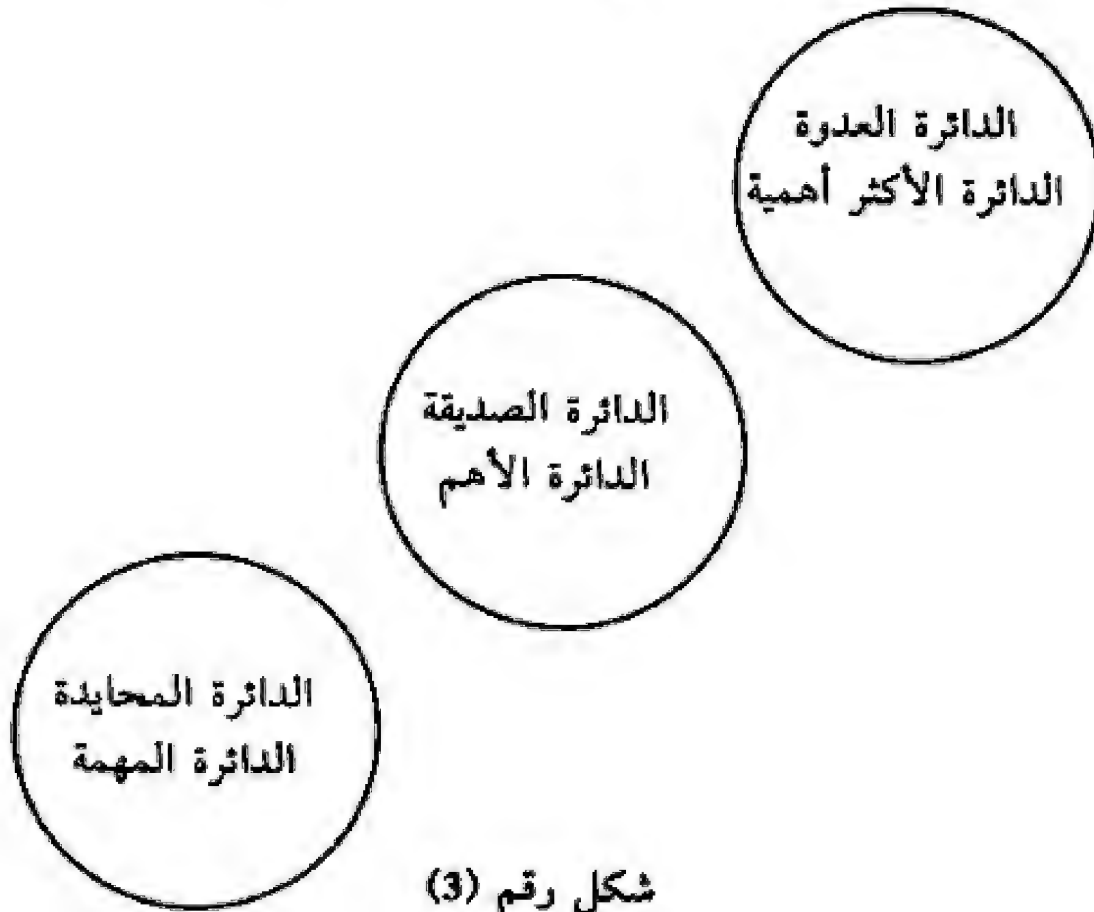 الدائرة العدوة
الدائرة الأكثر أهمية
الدائرة الصديقة
الدائرة الأهم
الدائرة المحايدة
الدائرة المهمة
شكل رقم (3)